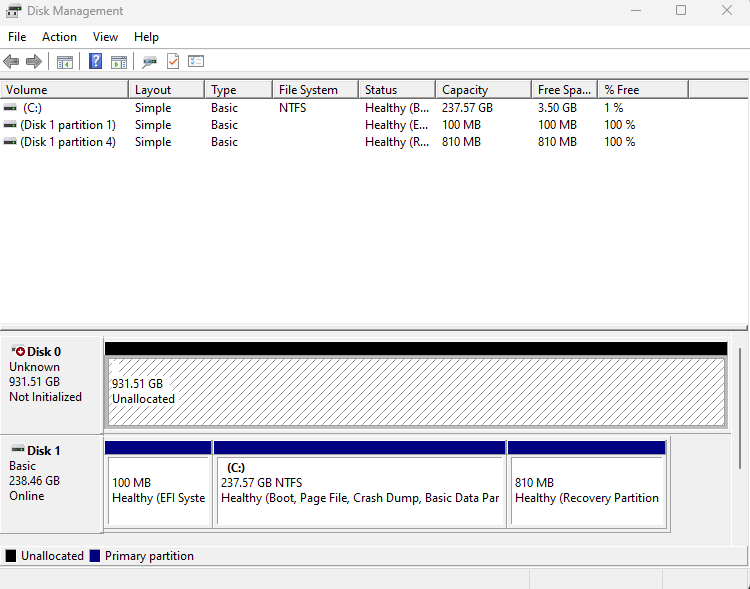 Disk Management
File Action View Help
Volume Layout Type File System Status Capacity Free Spa... % Free
(C:) Simple Basic NTFS Healthy (B... 237.57 GB 3.50 GB 1 %
(Disk 1 partition 1) Simple Basic Healthy (E... 100 MB 100 MB 100 %
(Disk 1 partition 4) Simple Basic Healthy (R... 810 MB 810 MB 100 %
Disk 0
Unknown
931.51 GB
Not Initialized
931.51 GB
Unallocated
Disk 1
Basic
238.46 GB
Online
100 MB
Healthy (EFI Syste
(C:)
237.57 GB NTFS
Healthy (Boot, Page File, Crash Dump, Basic Data Par
810 MB
Healthy (Recovery Partition
Unallocated Primary partition